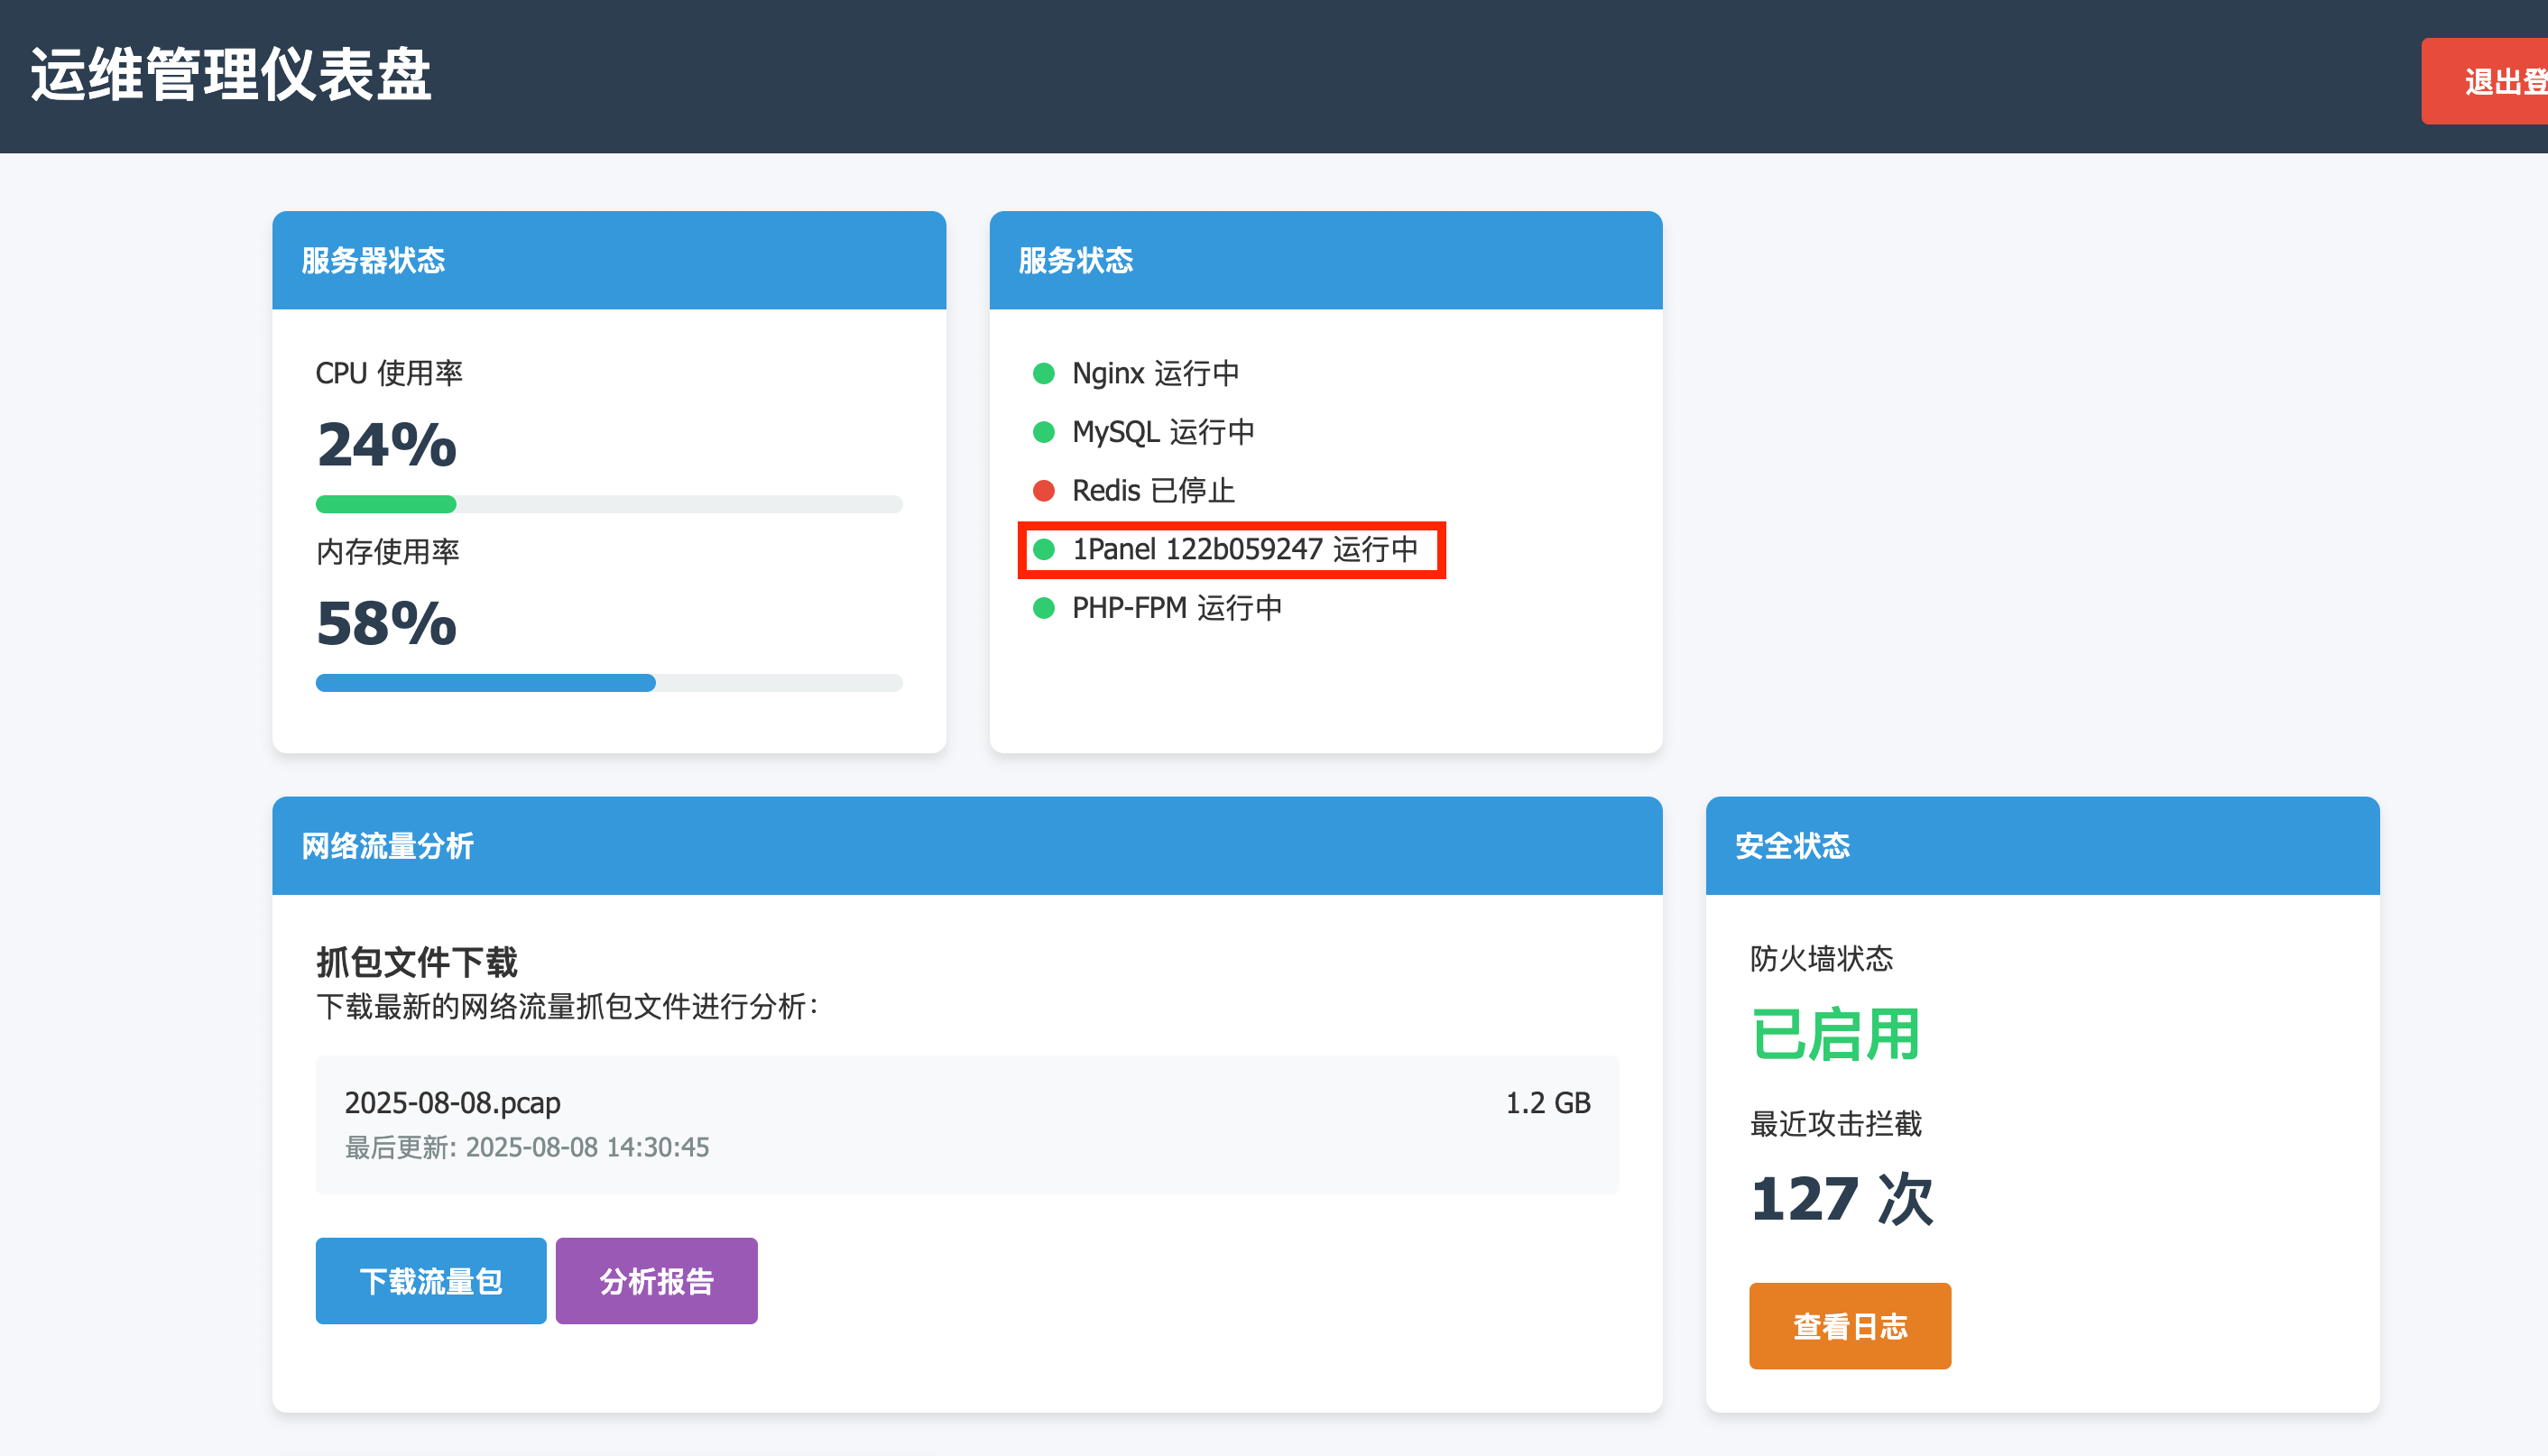 运维管理仪表盘
退出登
服务器状态
CPU 使用率
24%
内存使用率
58%
服务状态
Nginx 运行中
MySQL 运行中
Redis 已停止
1Panel 122b059247 运行中
PHP-FPM 运行中
网络流量分析
抓包文件下载
下载最新的网络流量抓包文件进行分析：
2025-08-08.pcap
1.2 GB
最后更新: 2025-08-08 14:30:45
下载流量包
分析报告
安全状态
防火墙状态
已启用
最近攻击拦截
127 次
查看日志